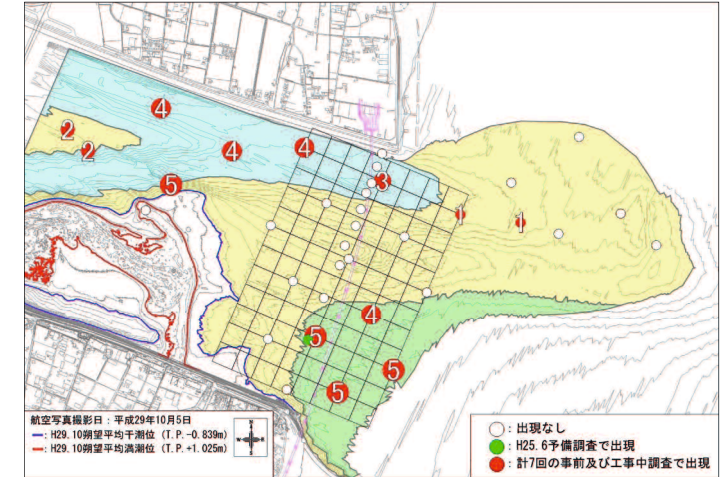 4
2
4
4
2
3
5
1
1
4
5
5
5
航空写真撮影日:平成29年10月5日
: H29.10朔望平均干潮位 (T.P.-0.839m)
: H29.10朔望平均満潮位 (T.P.+1.025m)
N
W
E
S
: 出現なし
: H25.6予備調査で出現
: 計7回の事前及び工事中調査で出現